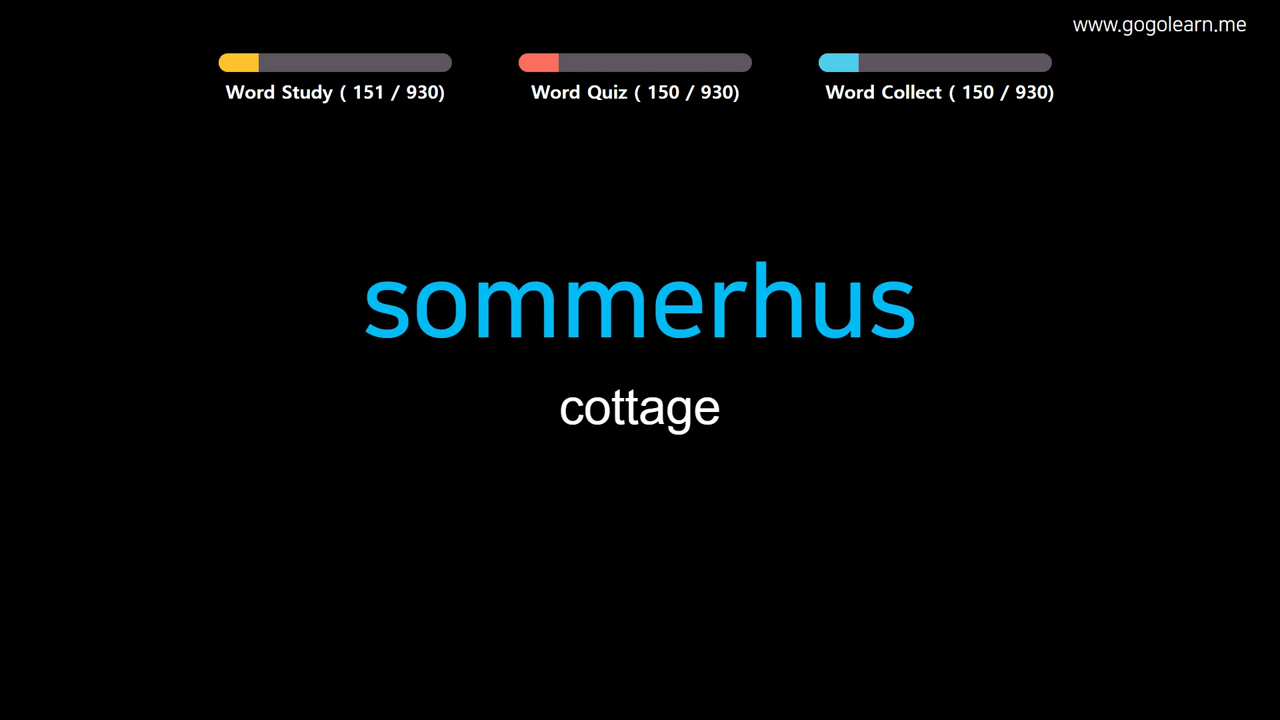 www.gogolearn.me
Word Study ( 151 / 930)
Word Quiz ( 150 / 930)
Word Collect ( 150 / 930)
sommerhus
cottage